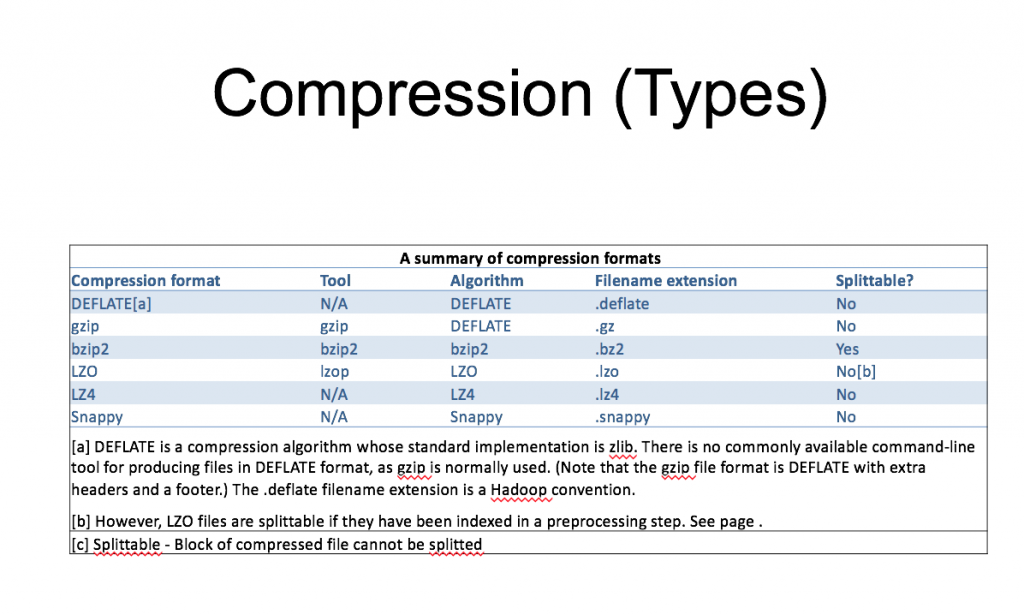 Compression (Types)
A summary of compression formats
Compression format Tool Algorithm Filename extension Splittable?
DEFLATE[a] N/A DEFLATE .deflate No
gzip gzip DEFLATE .gz No
bzip2 bzip2 bzip2 .bz2 Yes
LZO lzop LZO .lzo No[b]
LZ4 N/A LZ4 .lz4 No
Snappy N/A Snappy .snappy No
[a] DEFLATE is a compression algorithm whose standard implementation is zlib. There is no commonly available command-line
tool for producing files in DEFLATE format, as gzip is normally used. (Note that the gzip file format is DEFLATE with extra
headers and a footer.) The .deflate filename extension is a Hadoop convention.
[b] However, LZO files are splittable if they have been indexed in a preprocessing step. See page .
[c] Splittable - Block of compressed file cannot be splitted